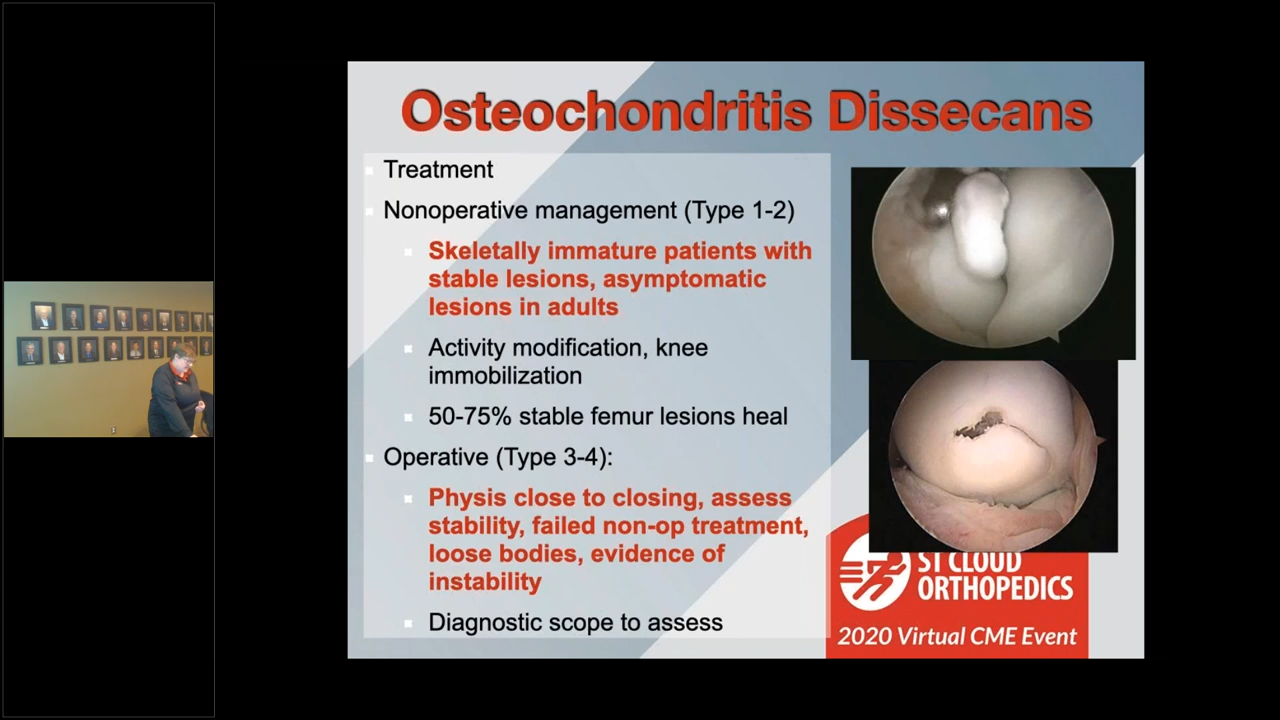 Osteochondritis Dissecans
Treatment
Nonoperative management (Type 1-2)
Skeletally immature patients with
stable lesions, asymptomatic
lesions in adults
Activity modification, knee
immobilization
50-75% stable femur lesions heal
Operative (Type 3-4):
Physis close to closing, assess
stability, failed non-op treatment,
loose bodies, evidence of
instability
Diagnostic scope to assess
ST CLOUD
ORTHOPEDICS
2020 Virtual CME Event